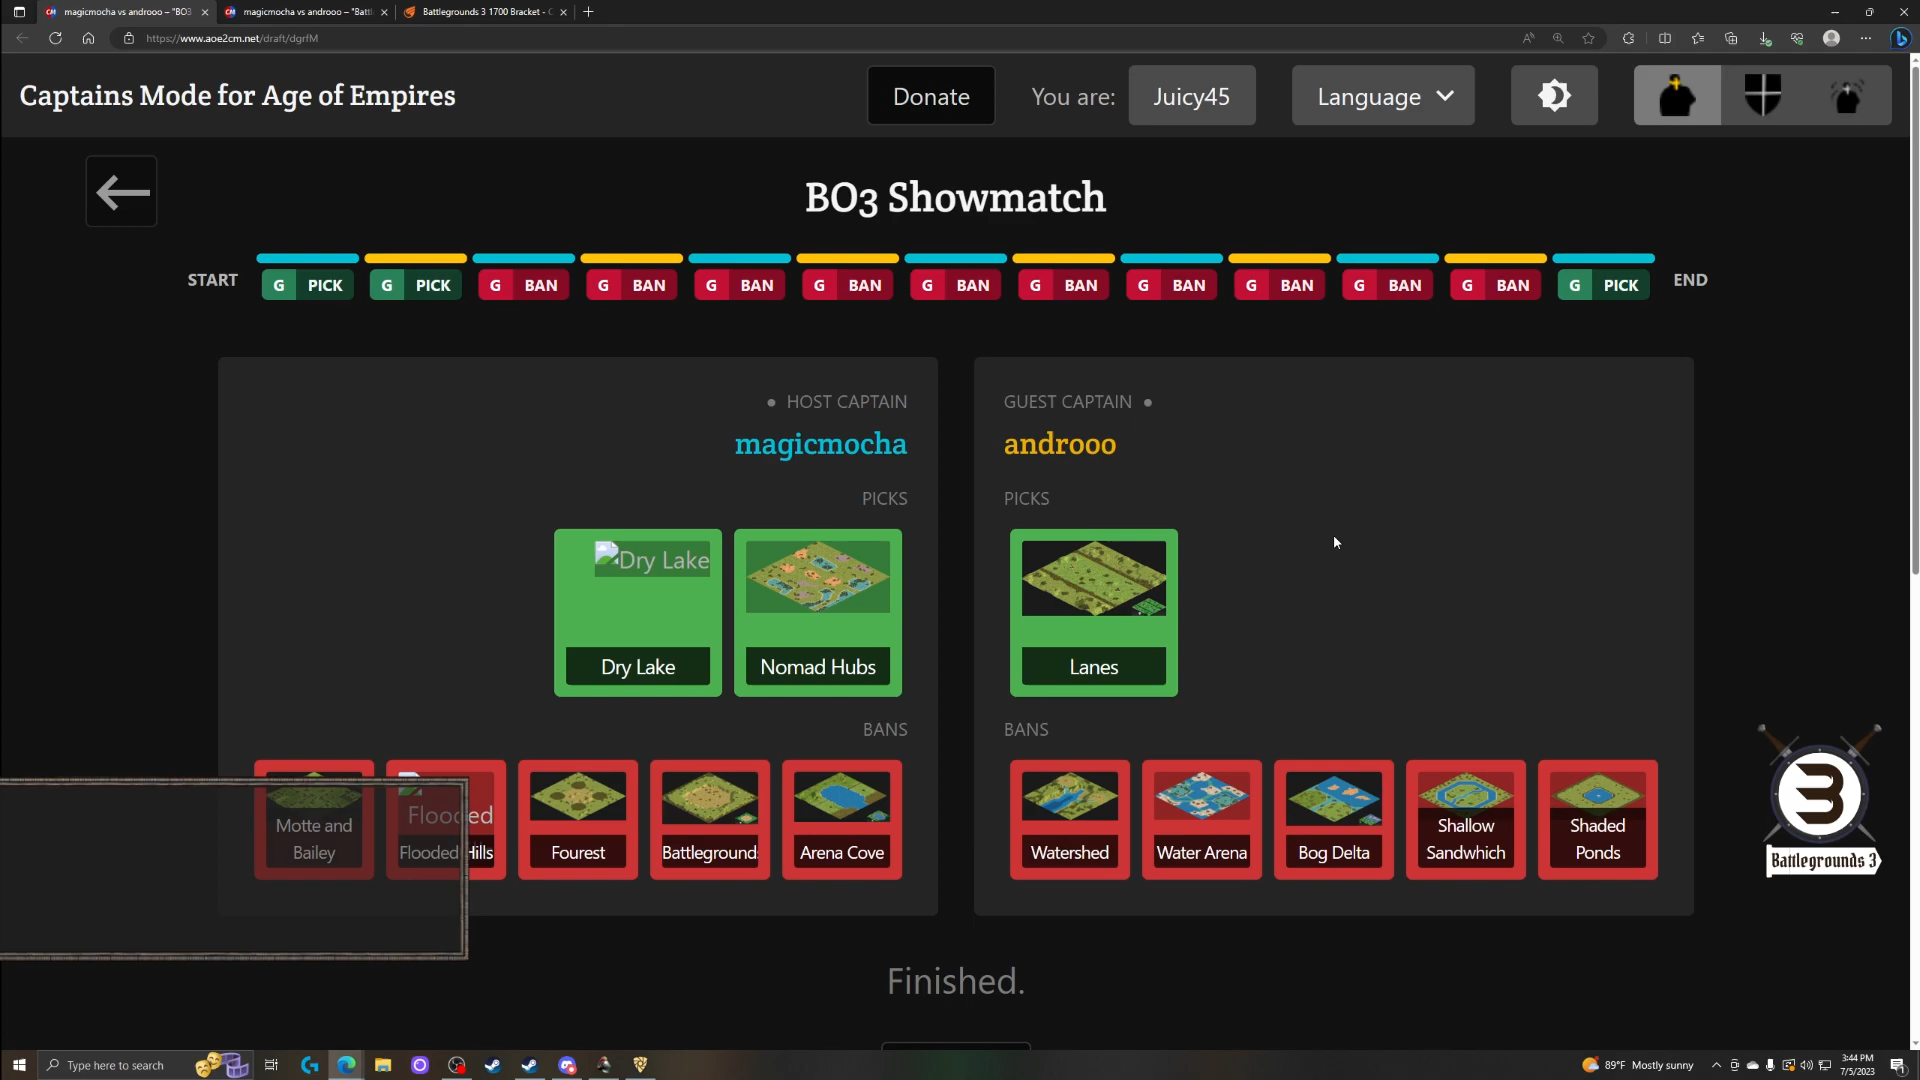 magicmocha vs androoo – "BO3
magicmocha vs androoo – "Battl
Battlegrounds 3 1700 Bracket - C
https://www.aoe2cm.net/draft/dgrfM
Captains Mode for Age of Empires
Donate
You are:
Juicy45
Language
BO3 Showmatch
START
G PICK
G PICK
G BAN
G BAN
G BAN
G BAN
G BAN
G BAN
G BAN
G BAN
G BAN
G BAN
G PICK
END
HOST CAPTAIN
magicmocha
PICKS
Dry Lake
Dry Lake
Nomad Hubs
BANS
Motte and
Bailey
Flooded
Flooded Hills
Fourest
Battlegrounds
Arena Cove
GUEST CAPTAIN
androoo
PICKS
Lanes
BANS
Watershed
Water Arena
Bog Delta
Shallow
Sandwhich
Shaded
Ponds
3
Battlegrounds 3
Finished.
Type here to search
89°F Mostly sunny
3:44 PM
7/5/2023